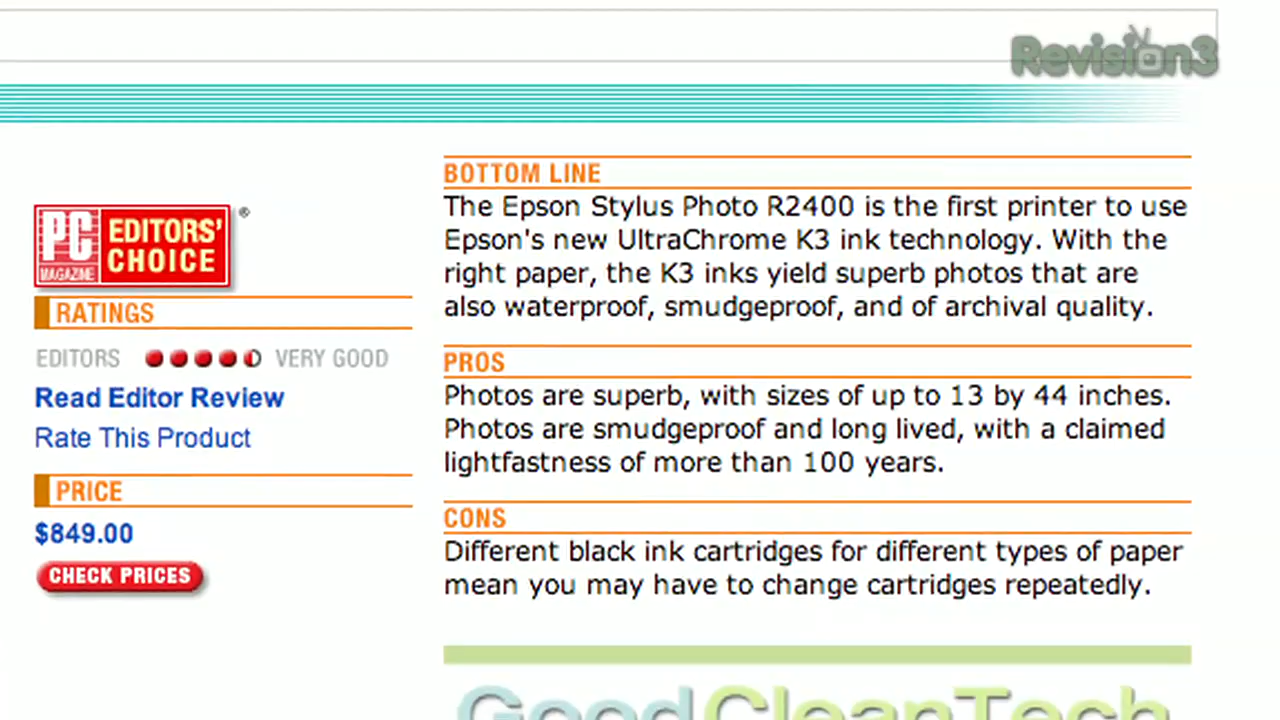 Revision3
PC MAGAZINE EDITORS' CHOICE ®
RATINGS
EDITORS VERY GOOD
Read Editor Review
Rate This Product
PRICE
$849.00
CHECK PRICES
BOTTOM LINE
The Epson Stylus Photo R2400 is the first printer to use
Epson's new UltraChrome K3 ink technology. With the
right paper, the K3 inks yield superb photos that are
also waterproof, smudgeproof, and of archival quality.
PROS
Photos are superb, with sizes of up to 13 by 44 inches.
Photos are smudgeproof and long lived, with a claimed
lightfastness of more than 100 years.
CONS
Different black ink cartridges for different types of paper
mean you may have to change cartridges repeatedly.
GoodCleanTech